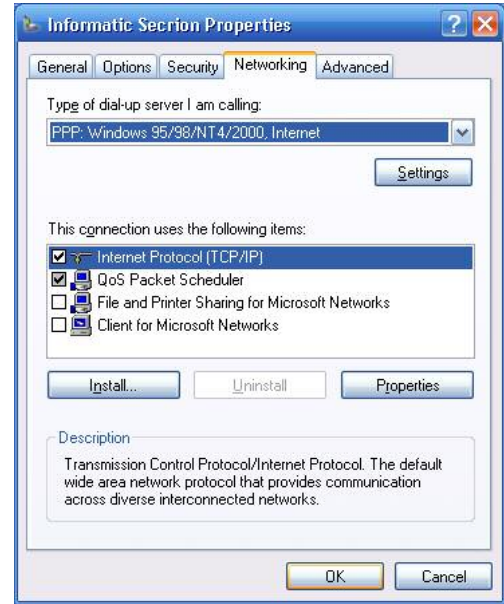 Informatic Secrion Properties
General Options Security Networking Advanced
Type of dial-up server I am calling:
PPP: Windows 95/98/NT4/2000, Internet
Settings
This connection uses the following items:
Internet Protocol (TCP/IP)
QoS Packet Scheduler
File and Printer Sharing for Microsoft Networks
Client for Microsoft Networks
Install... Uninstall Properties
Description
Transmission Control Protocol/Internet Protocol. The default
wide area network protocol that provides communication
across diverse interconnected networks.
OK Cancel